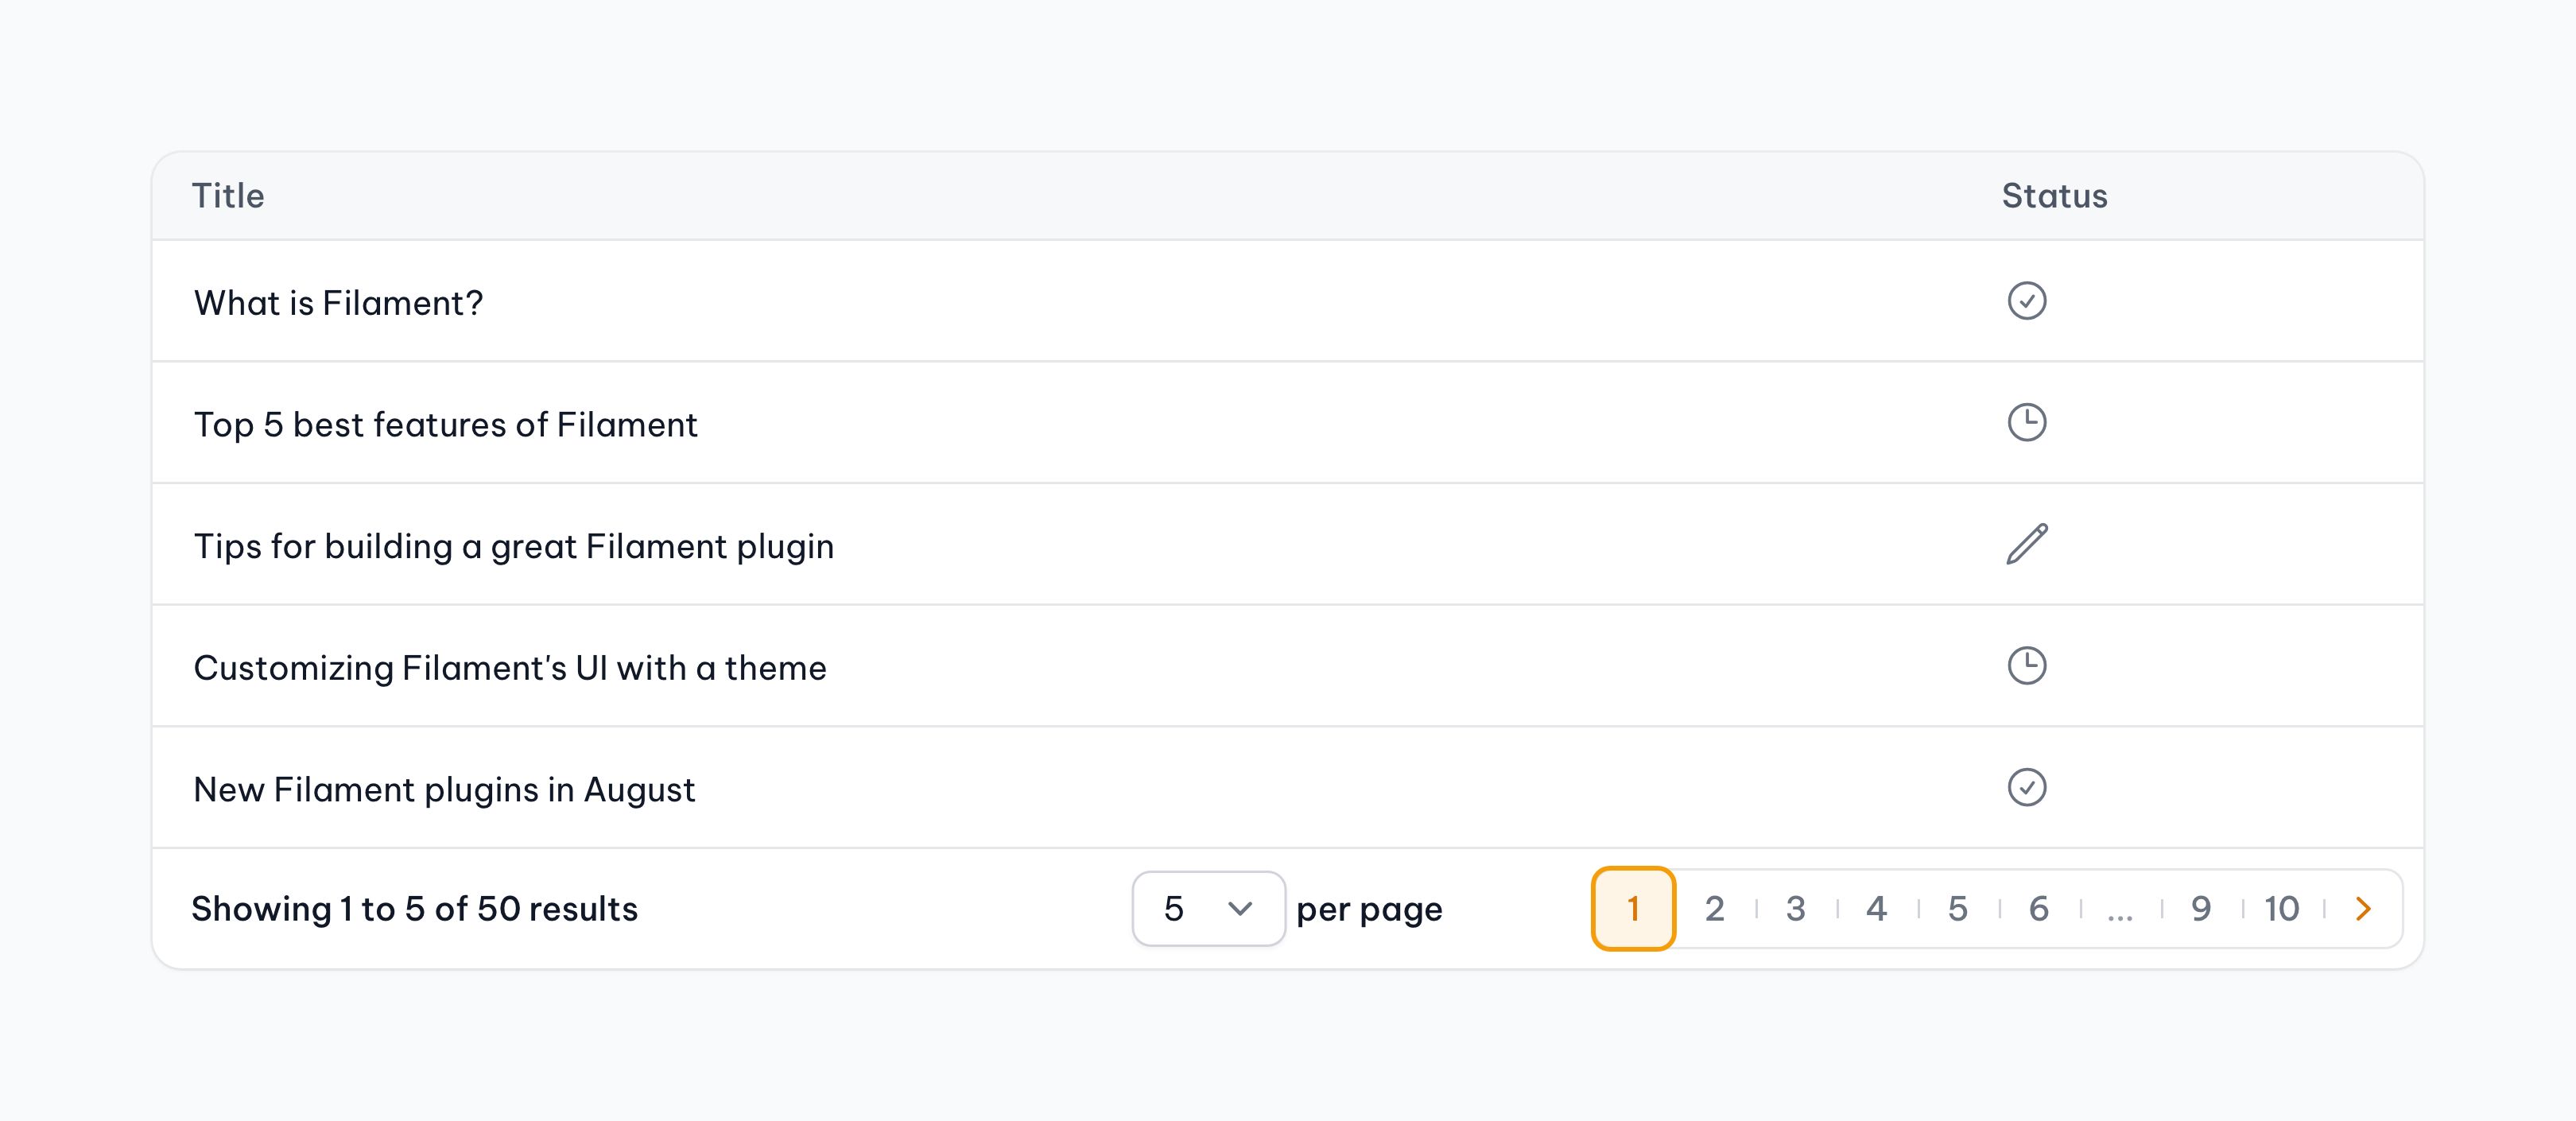 Title Status
What is Filament?
Top 5 best features of Filament
Tips for building a great Filament plugin
Customizing Filament's UI with a theme
New Filament plugins in August
Showing 1 to 5 of 50 results 5 per page 1 2 3 4 5 6 ... 9 10